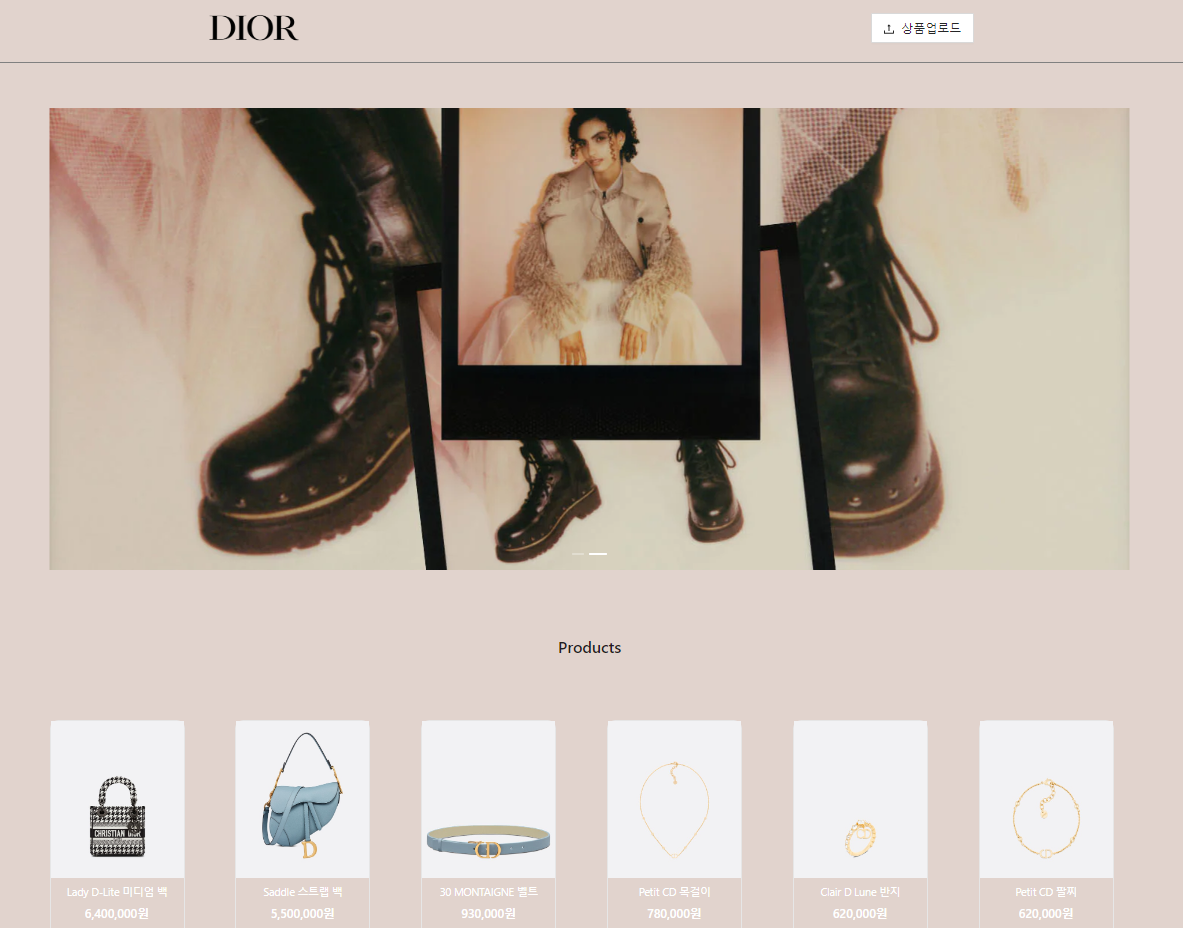 DIOR
상품업로드
Products
CHRISTIAN DIOR
Lady D-Lite 미디엄 백
6,400,000원
Saddle 스트랩 백
5,500,000원
30 MONTAIGNE 벨트
930,000원
Petit CD 목걸이
780,000원
Clair D Lune 반지
620,000원
Petit CD 팔찌
620,000원